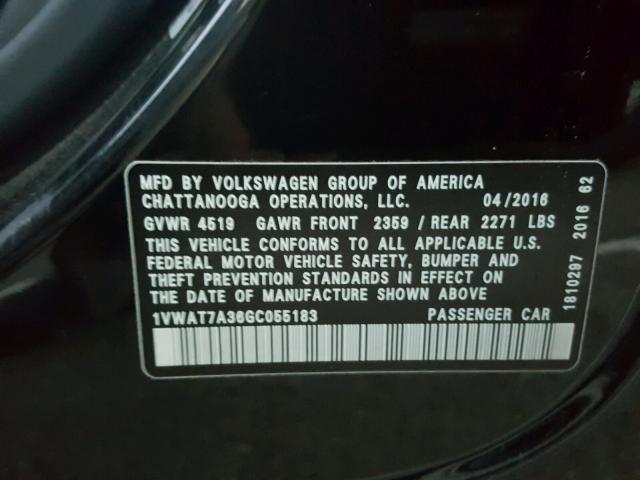 MFD BY VOLKSWAGEN GROUP OF AMERICA
CHATTANOOGA OPERATIONS, LLC. 04/2016
GVWR 4519 GAWR FRONT 2359 / REAR 2271 LBS
THIS VEHICLE CONFORMS TO ALL APPLICABLE U.S.
FEDERAL MOTOR VEHICLE SAFETY, BUMPER AND
THEFT PREVENTION STANDARDS IN EFFECT ON
THE DATE OF MANUFACTURE SHOWN ABOVE
1VWAT7A36GC055183 PASSENGER CAR
1810297 2016 62